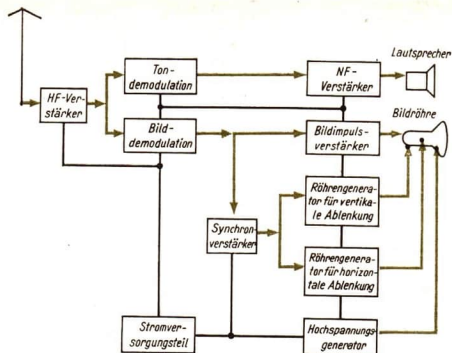 Lautsprecher
Ton-
demodulation
NF-
Verstärker
HF-Ver-
stärker
Bildröhre
Bild-
demodulation
Bildimpuls-
verstärker
Röhrengenera-
tor für vertika-
le Ablenkung
Synchron-
verstärker
Röhrengenera-
tor für horizon-
tale Ablenkung
Stromver-
sorgungsteil
Hochspannungs-
generator